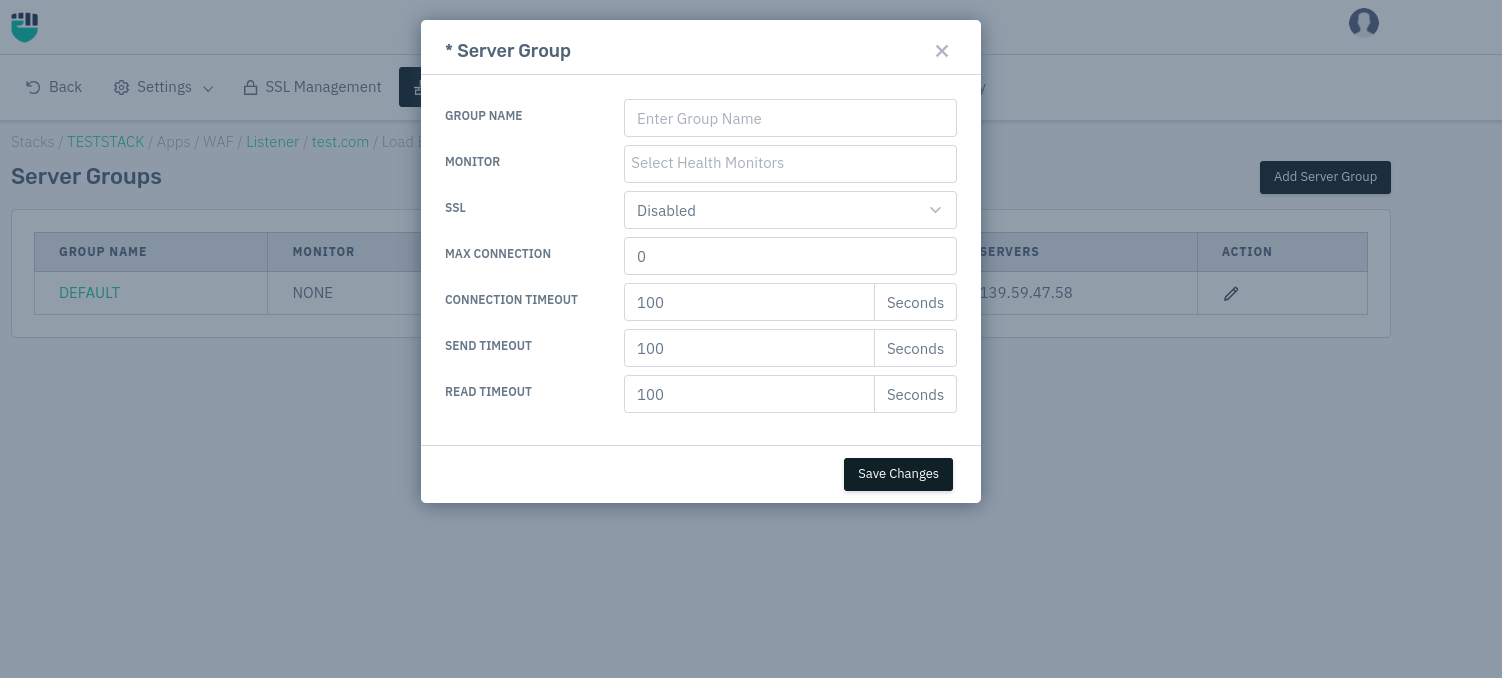 * Server Group
Back
Settings
SSL Management
Stacks / TESTSTACK / Apps / WAF / Listener / test.com / Load
Server Groups
Add Server Group
GROUP NAME
MONITOR
SERVERS
ACTION
DEFAULT
NONE
139.59.47.58
GROUP NAME
Enter Group Name
MONITOR
Select Health Monitors
SSL
Disabled
MAX CONNECTION
0
CONNECTION TIMEOUT
100
Seconds
SEND TIMEOUT
100
Seconds
READ TIMEOUT
100
Seconds
Save Changes